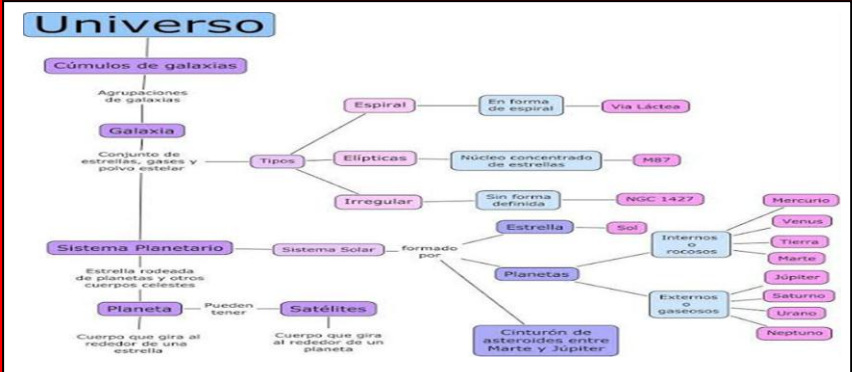 Universo
Cúmulos de galaxias
Agrupaciones
de galaxias
Galaxia
Conjunto de
estrellas, gases y
polvo estelar
Tipos
Espiral
En forma
de espiral
Via Láctea
Elípticas
Núcleo concentrado
de estrellas
M87
Irregular
Sin forma
definida
NGC 1427
Sistema Planetario
Sistema Solar
formado
por
Estrella
Sol
Planetas
Internos
o
rocosos
Mercurio
Venus
Tierra
Marte
Externos
o
gaseosos
Júpiter
Saturno
Urano
Neptuno
Cinturón de
asteroides entre
Marte y Júpiter
Estrella rodeada
de planetas y otros
cuerpos celestes
Planeta
Pueden
tener
Satélites
Cuerpo que gira al
rededor de una
estrella
Cuerpo que gira
al rededor de un
planeta